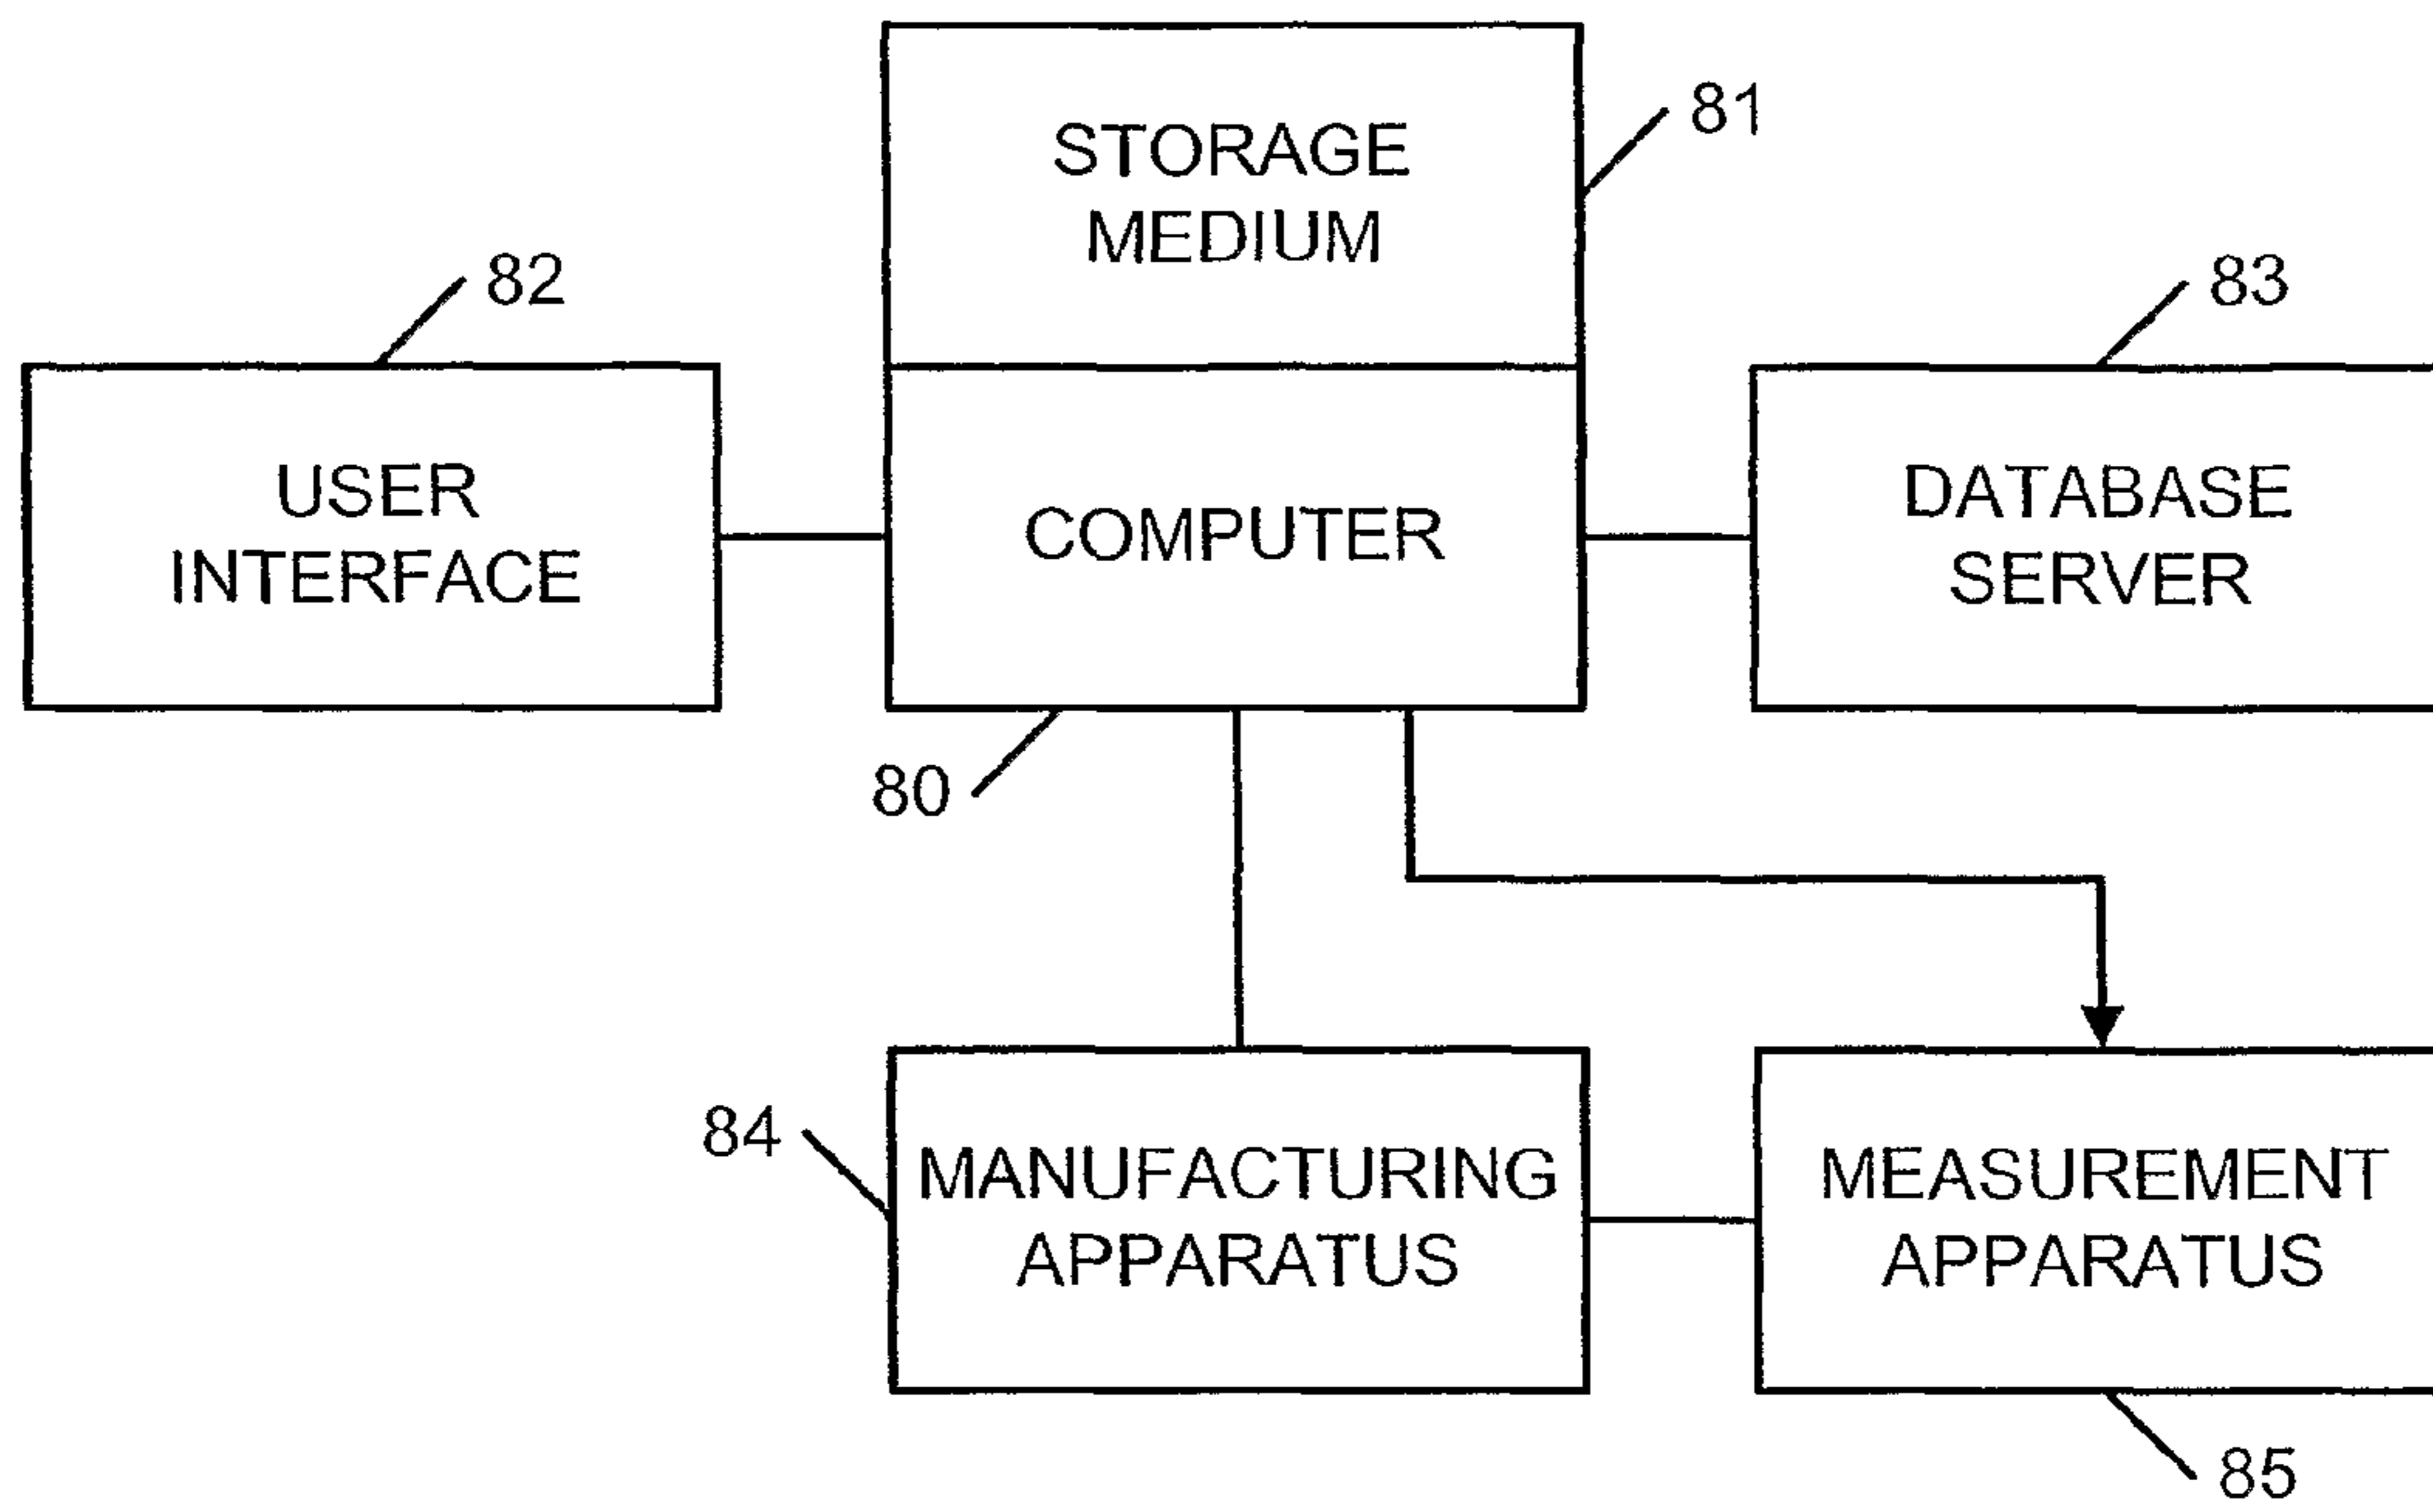 STORAGE
MEDIUM
81
82
83
USER
INTERFACE
COMPUTER
DATABASE
SERVER
80
84
MANUFACTURING
APPARATUS
MEASUREMENT
APPARATUS
85